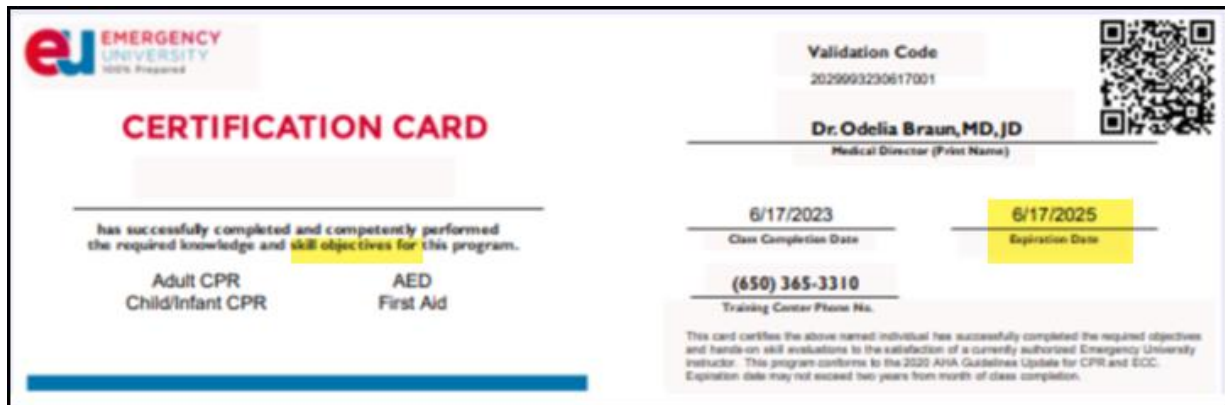 EMERGENCY
UNIVERSITY
100% Prepared
CERTIFICATION CARD
has successfully completed and competently performed
the required knowledge and skill objectives for this program.
Adult CPR AED
Child/Infant CPR First Aid
Validation Code
2029993230617001
Dr. Odelia Braun, MD, JD
Medical Director (Print Name)
6/17/2023 6/17/2025
Class Completion Date Expiration Date
(650) 365-3310
Training Center Phone No.
This card certifies the above named individual has successfully completed the required objectives
and hands-on skill evaluations to the satisfaction of a currently authorized Emergency University
instructor. This program conforms to the 2020 AHA Guidelines Update for CPR and ECC.
Expiration date may not exceed two years from month of class completion.